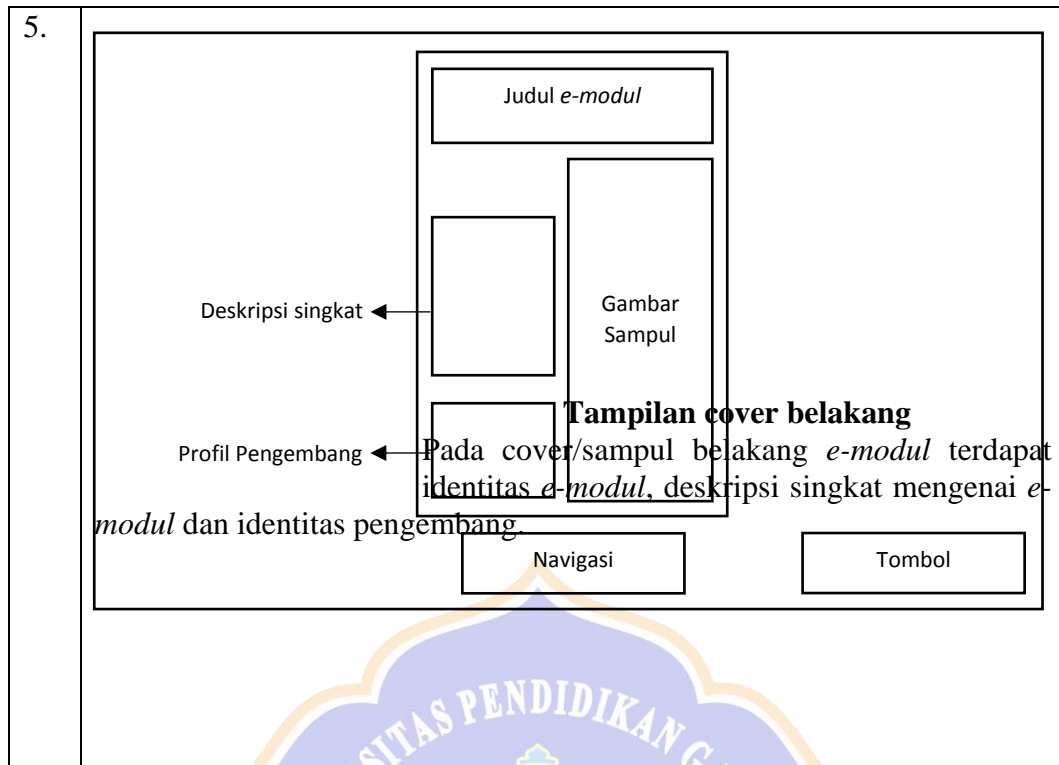 5.
Judul e-modul
Deskripsi singkat
Gambar
Sampul
Tampilan cover belakang
Profil Pengembang
Pada cover/sampul belakang e-modul terdapat
identitas e-modul, deskripsi singkat mengenai e-
modul dan identitas pengembang.
Navigasi
Tombol
PENDIDIKAN